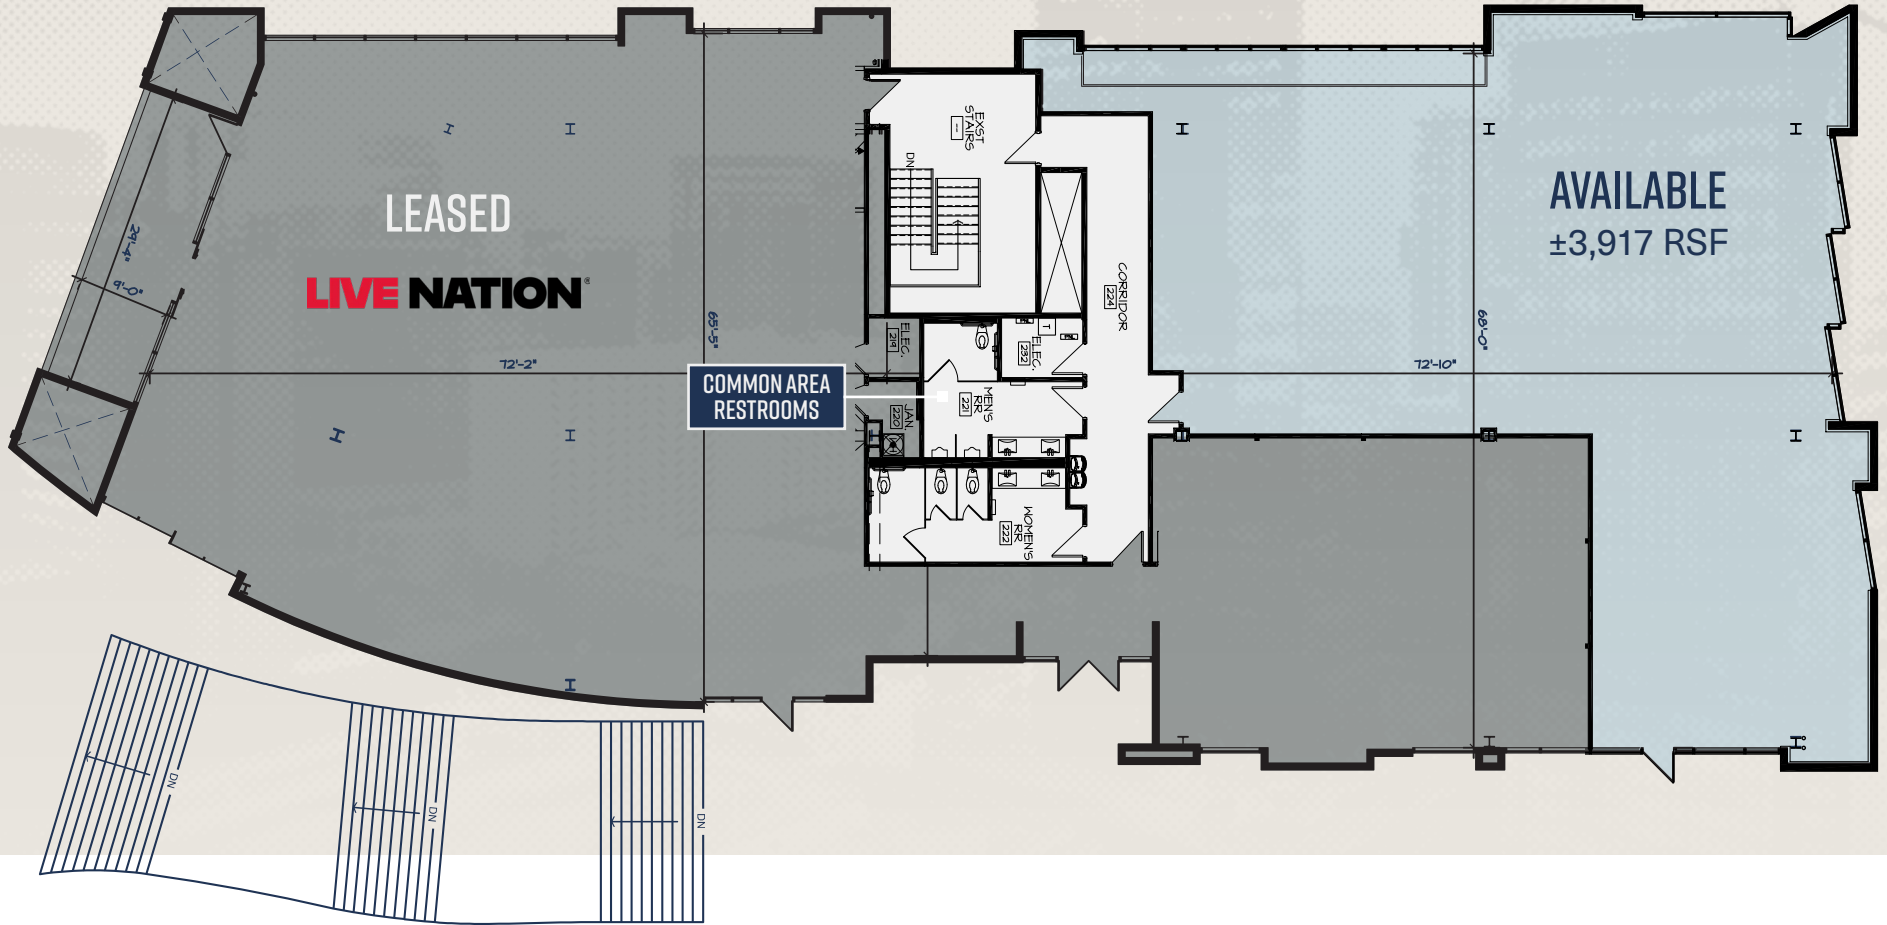 LEASED
LIVE NATION®
AVAILABLE
±3,917 RSF
COMMON AREA
RESTROOMS
EXST
STAIRS
DN
CORRIDOR
224
ELEC.
219
ELEC.
232
T
MEN'S
RR
221
JAN.
220
WOMEN'S
RR
222
29'-4"
9'-0"
72'-2"
65'-5"
72'-10"
68'-0"
DN
DN
DN